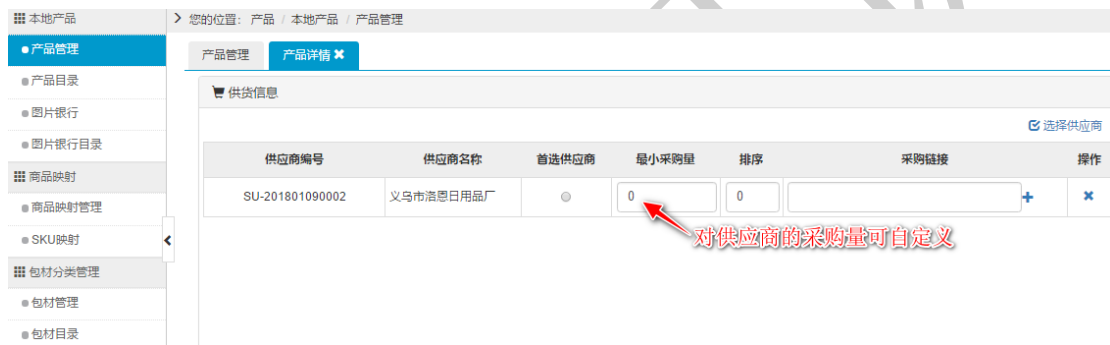 本地产品
您的位置： 产品 / 本地产品 / 产品管理
产品管理
产品目录
图片银行
图片银行目录
商品映射
商品映射管理
SKU映射
包材分类管理
包材管理
包材目录
产品管理 产品详情
供货信息
选择供应商
供应商编号 供应商名称 首选供应商 最小采购量 排序 采购链接 操作
SU-201801090002 义乌市洛恩日用品厂 0 0
对供应商的采购量可自定义